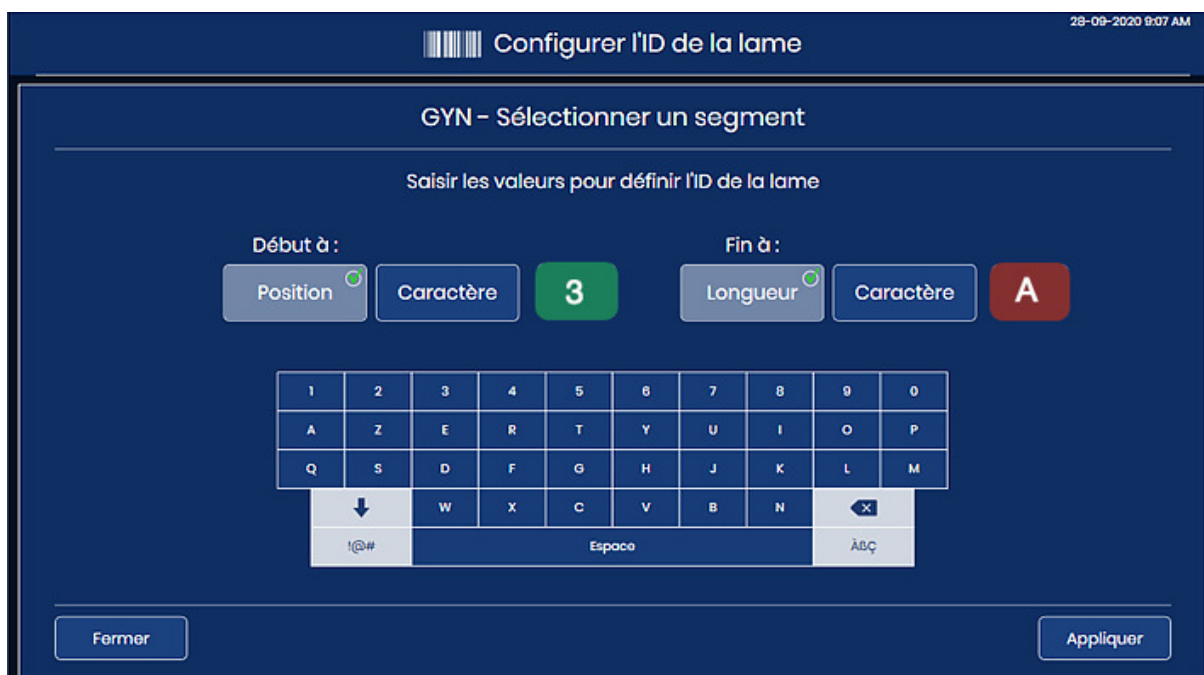 28-09-2020 9:07 AM
Configurer l'ID de la lame
GYN - Sélectionner un segment
Saisir les valeurs pour définir l'ID de la lame
Début à : Fin à :
Position Caractère 3 Longueur Caractère A
1 2 3 4 5 6 7 8 9 0
A Z E R T Y U I O P
Q S D F G H J K L M
W X C V B N
!@# Espace ÀßÇ
Fermer Appliquer